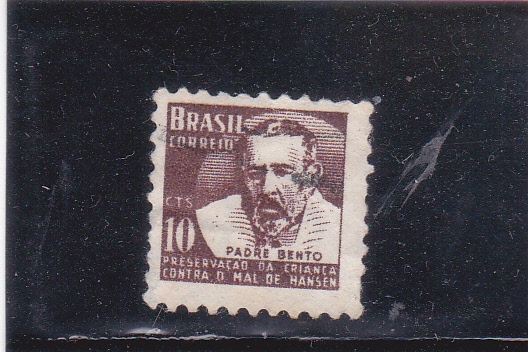 BRASIL
CORREIO
CTS
10
PADRE BENTO
PRESERVAÇÃO DA CRIANÇA
CONTRA O MAL DE HANSEN